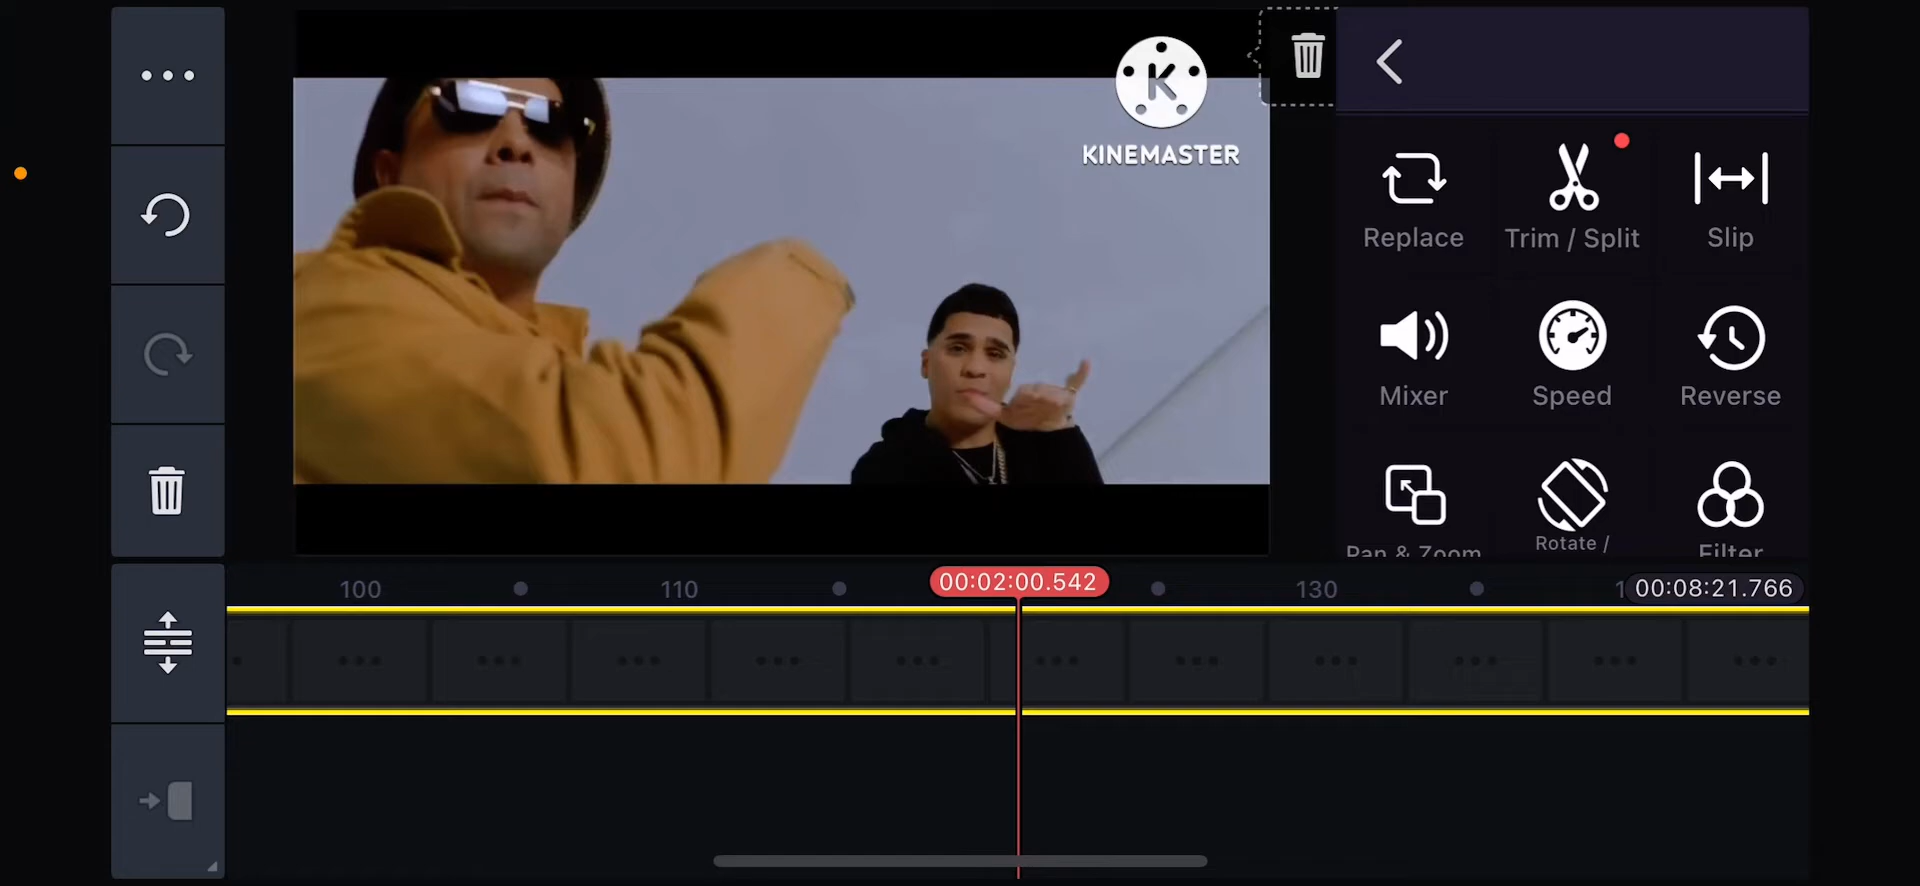 K
KINEMASTER
Replace
Trim / Split
Slip
Mixer
Speed
Reverse
Pan & Zoom
Rotate /
Filter
100
110
00:02:00.542
130
1
00:08:21.766